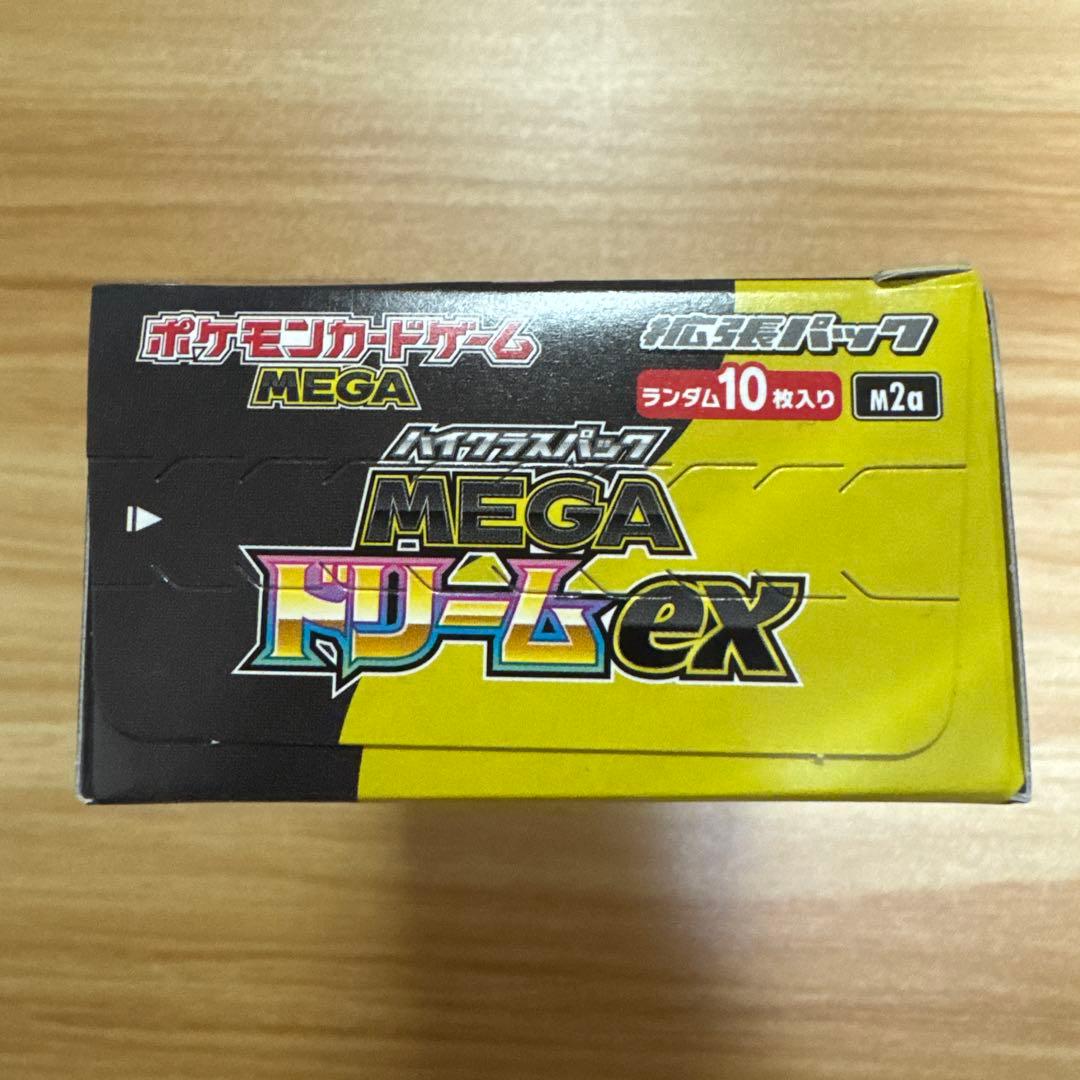 ポケモンカードゲーム
MEGA
拡張パック
ランダム10枚入り M2a
ハイクラスパック
MEGA
ドリームex